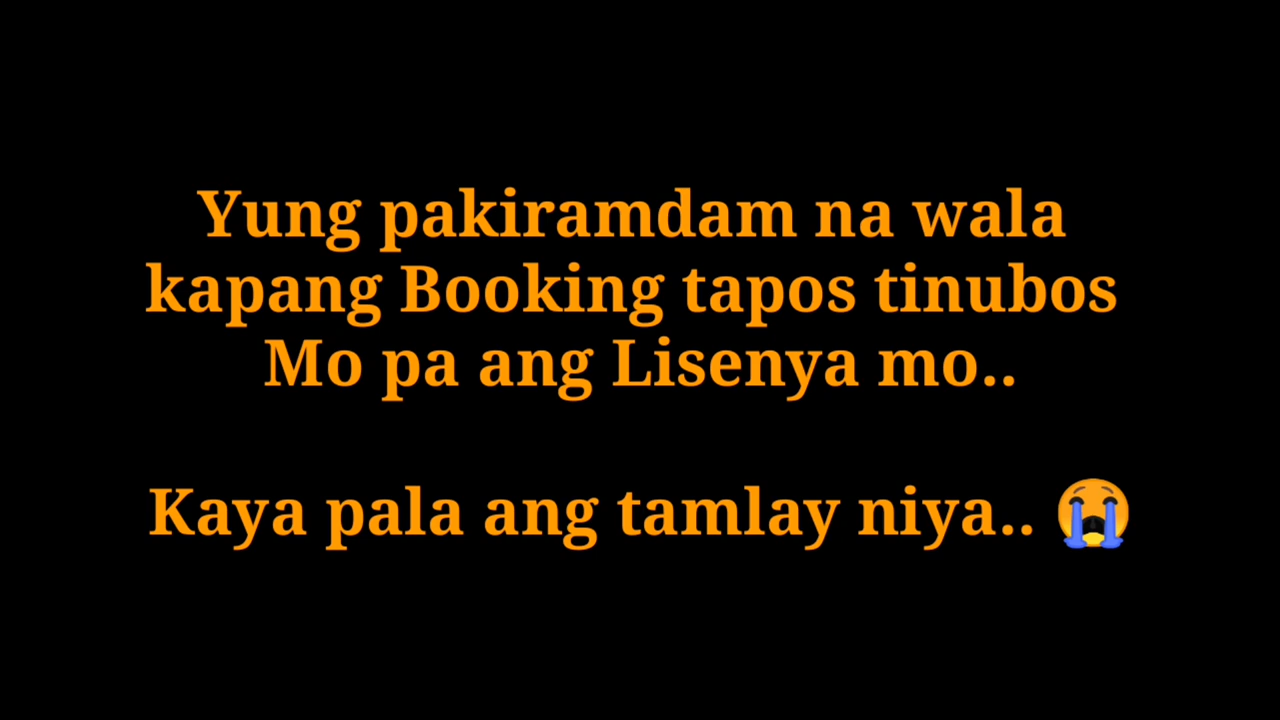 Yung pakiramdam na wala
kapang Booking tapos tinubos
Mo pa ang Lisenya mo..
Kaya pala ang tamlay niya.. 😭